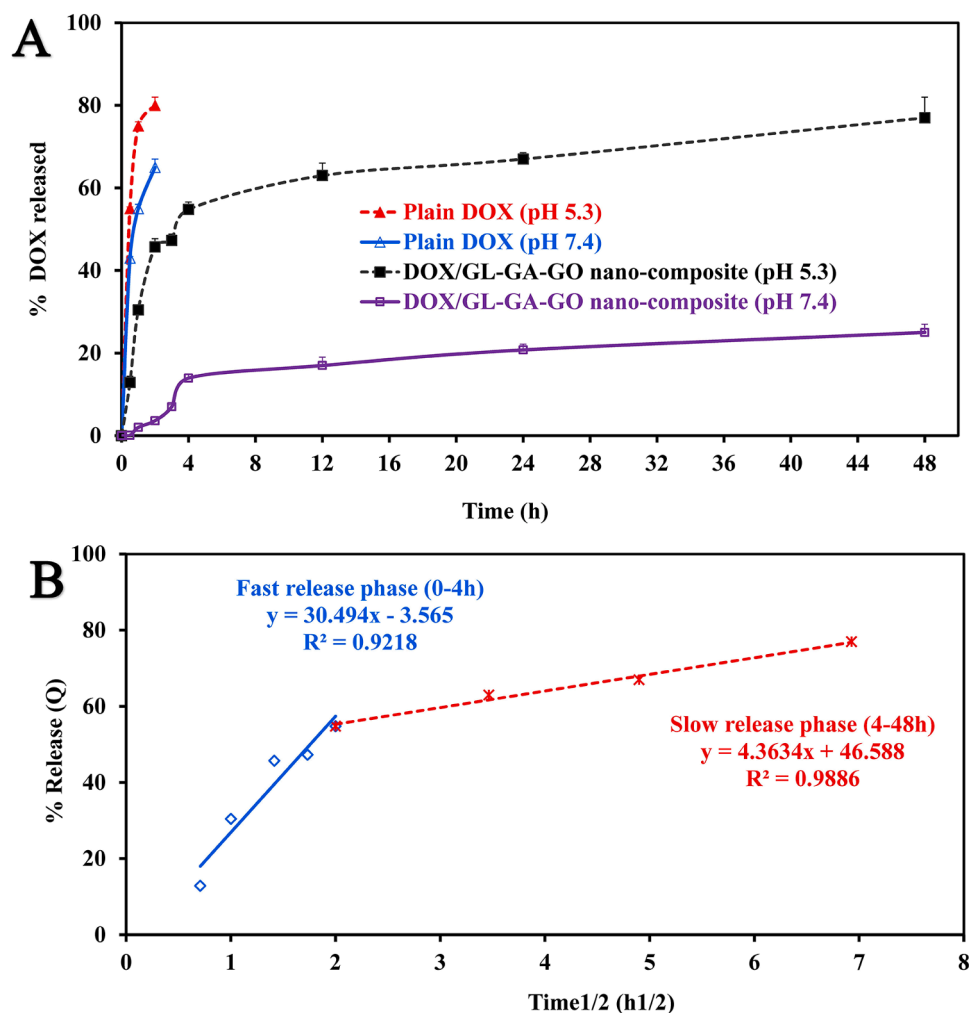 A
100
80
60
40
20
0
% DOX released
Plain DOX (pH 5.3)
Plain DOX (pH 7.4)
DOX/GL-GA-GO nano-composite (pH 5.3)
DOX/GL-GA-GO nano-composite (pH 7.4)
0 4 8 12 16 20 24 28 32 36 40 44 48
Time (h)
B
100
80
60
40
20
0
% Release (Q)
Fast release phase (0-4h)
y = 30.494x - 3.565
R² = 0.9218
Slow release phase (4-48h)
y = 4.3634x + 46.588
R² = 0.9886
0 1 2 3 4 5 6 7 8
Time1/2 (h1/2)